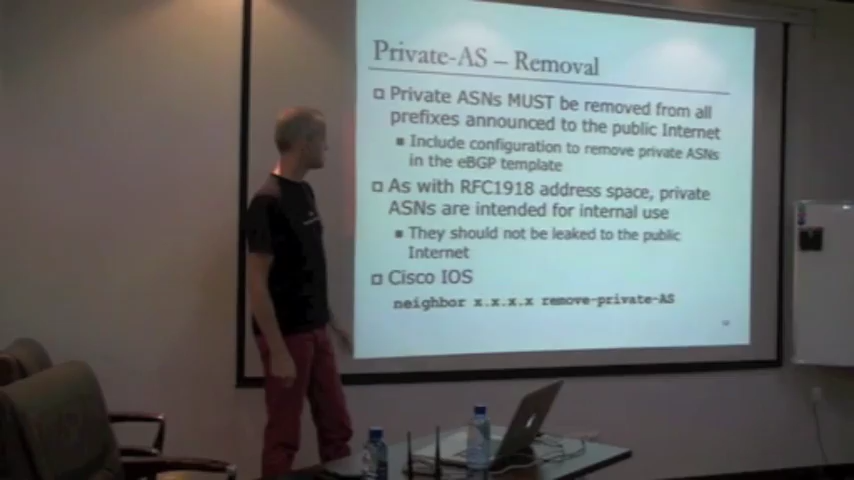 Private-AS – Removal
Private ASNs MUST be removed from all
prefixes announced to the public Internet
Include configuration to remove private ASNs
in the eBGP template
As with RFC1918 address space, private
ASNs are intended for internal use
They should not be leaked to the public
Internet
Cisco IOS
neighbor x.x.x.x remove-private-AS